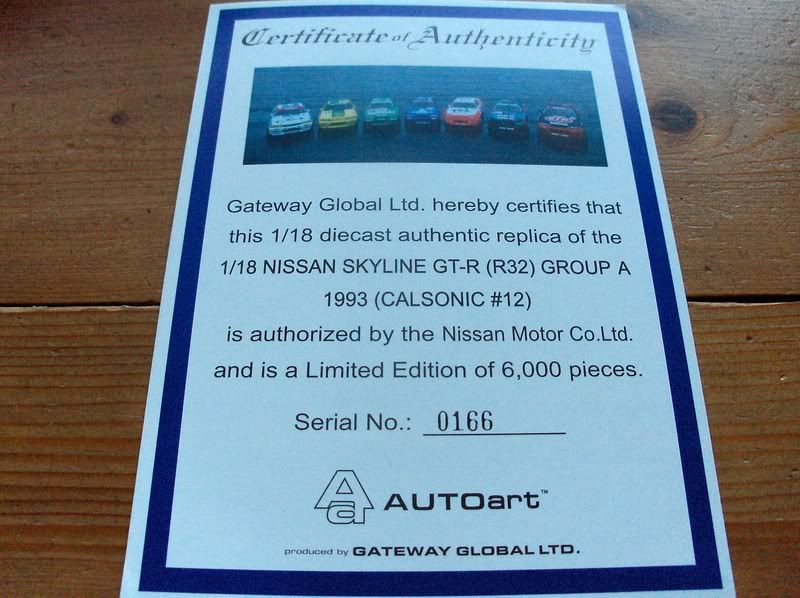 Certificate of Authenticity
Gateway Global Ltd. hereby certifies that
this 1/18 diecast authentic replica of the
1/18 NISSAN SKYLINE GT-R (R32) GROUP A
1993 (CALSONIC #12)
is authorized by the Nissan Motor Co.Ltd.
and is a Limited Edition of 6,000 pieces.
Serial No.: 0166
Aa AUTOart™
produced by GATEWAY GLOBAL LTD.